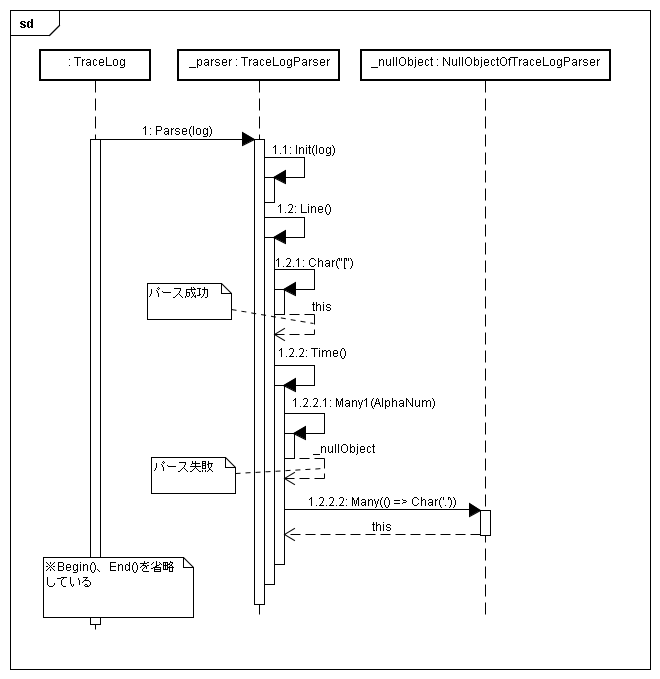 sd
: TraceLog
_parser : TraceLogParser
_nullObject : NullObjectOfTraceLogParser
1: Parse(log)
1.1: Init(log)
1.2: Line()
1.2.1: Char("[")
パース成功
this
1.2.2: Time()
1.2.2.1: Many1(AlphaNum)
_nullObject
パース失敗
1.2.2.2: Many(() => Char('.'))
this
※Begin()、End()を省略
している